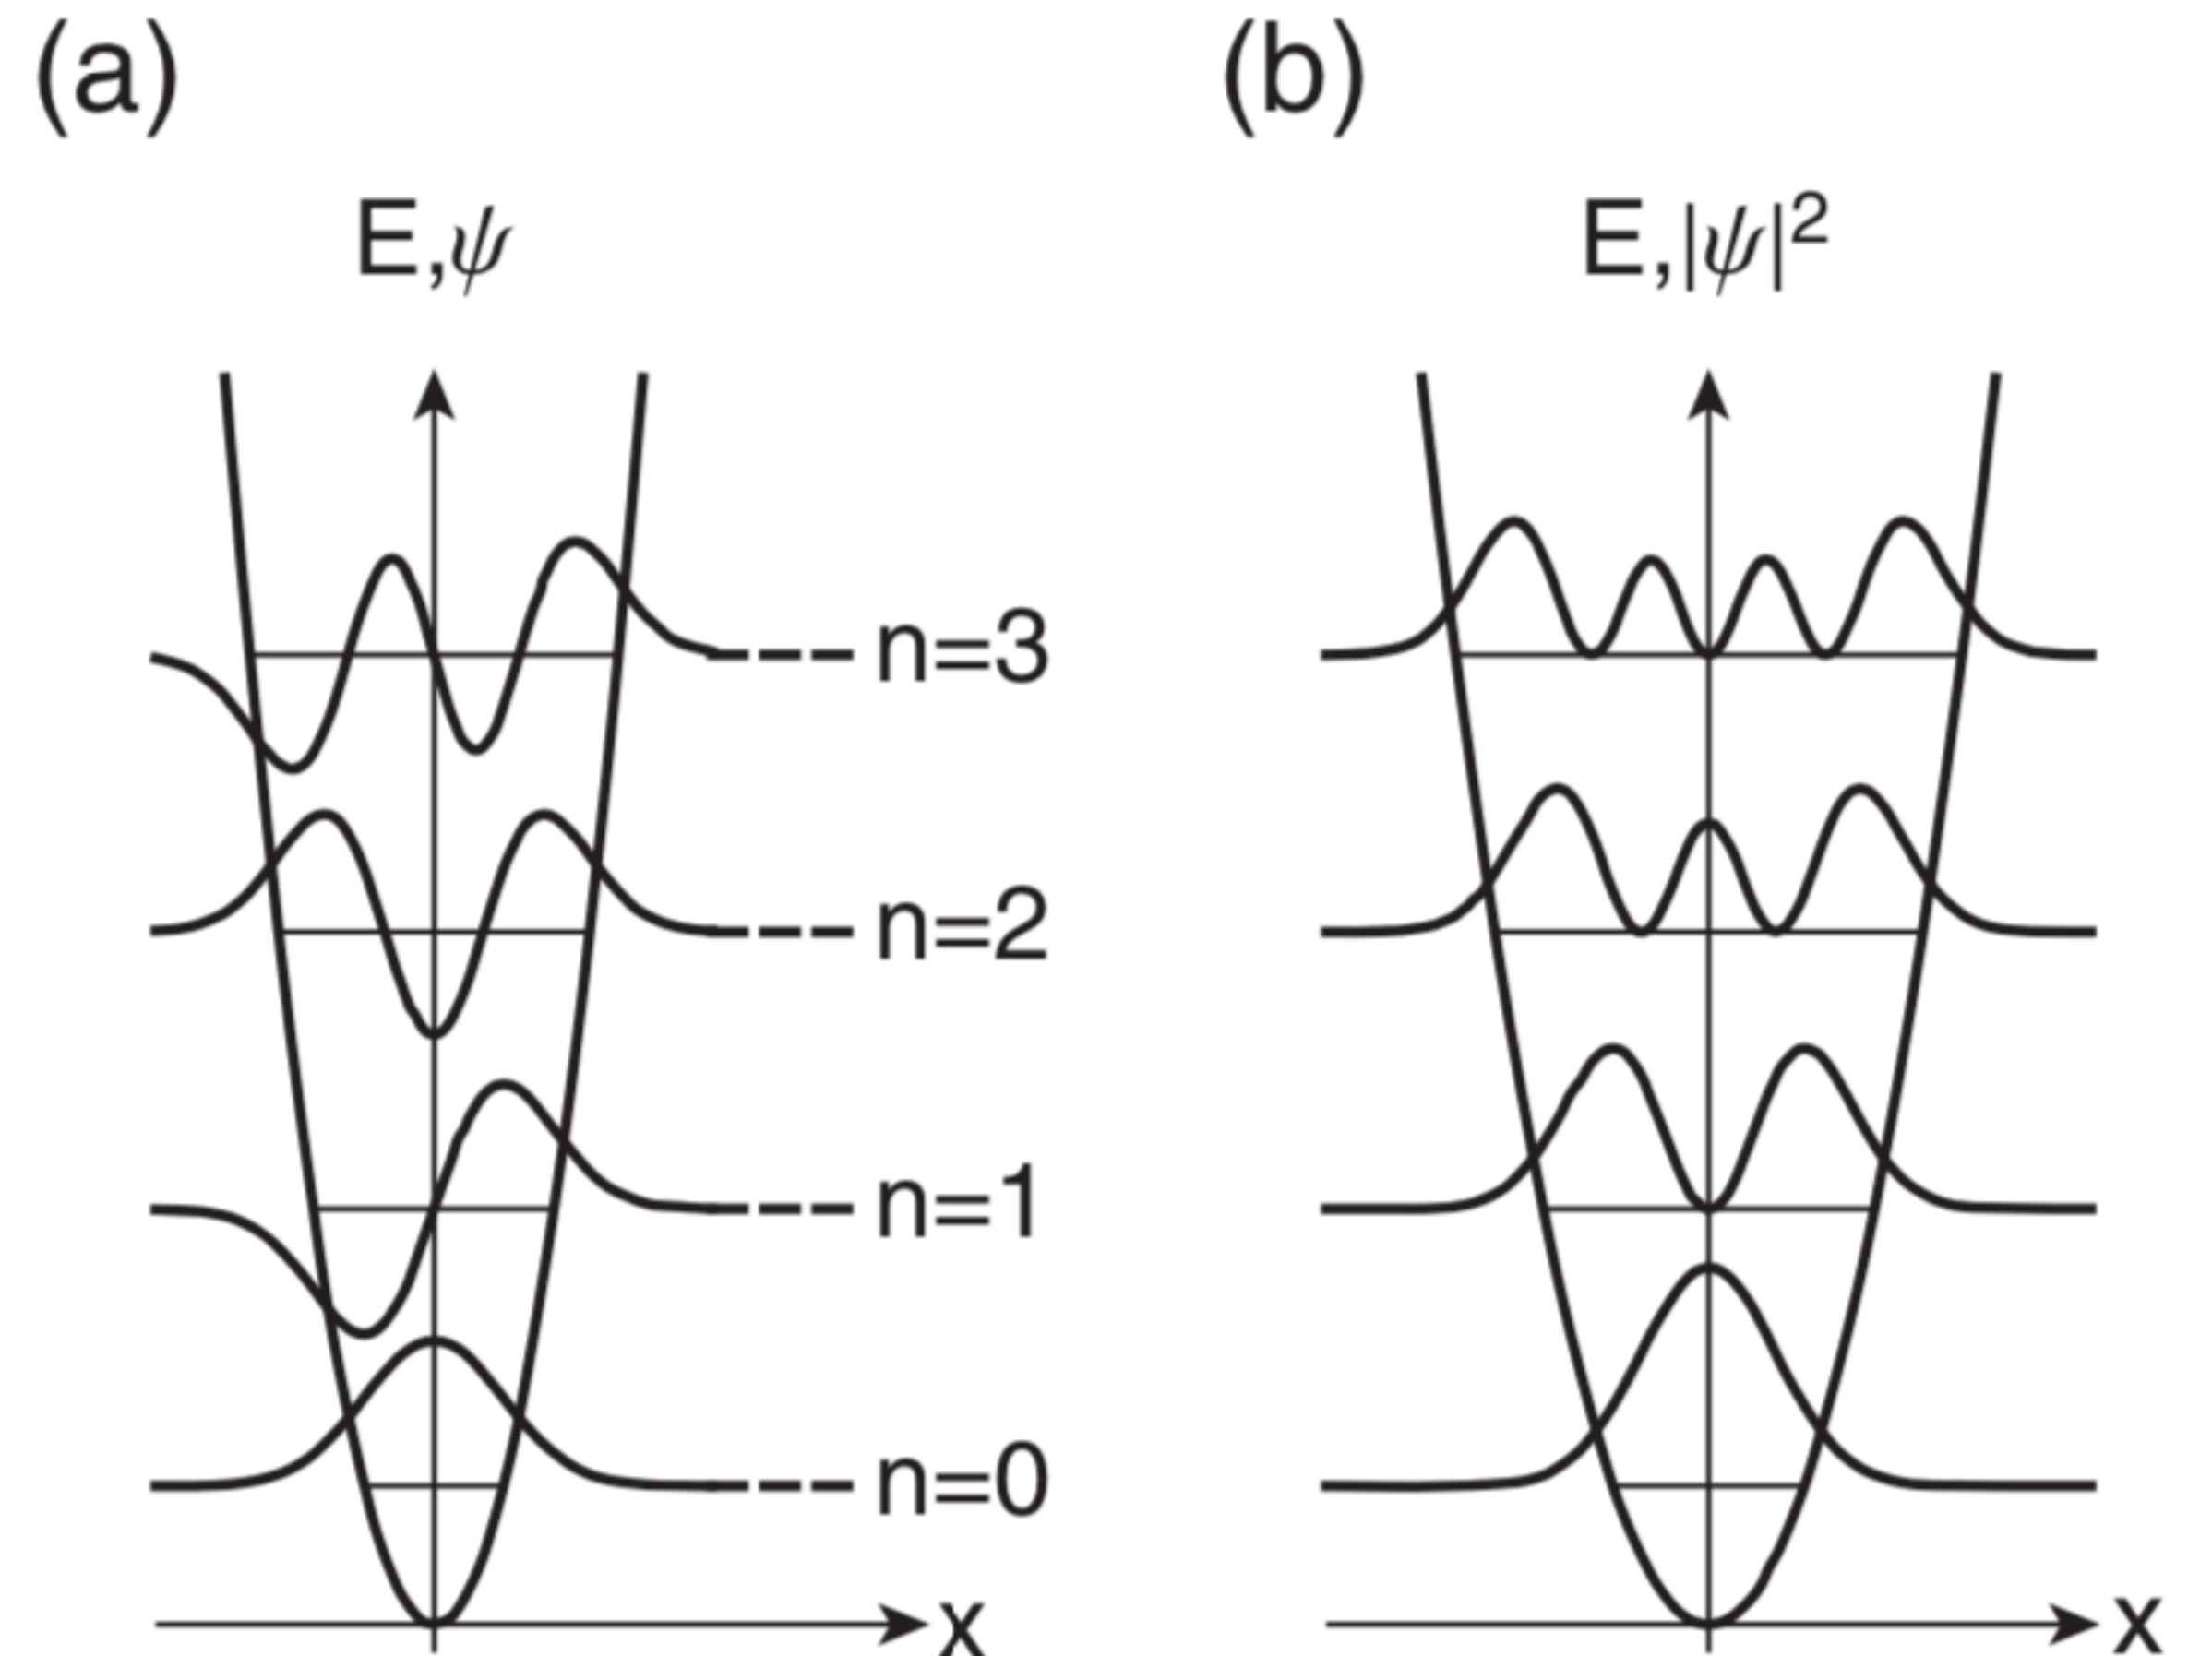 (a)
(b)
E,ψ
E,|ψ|²
n=3
n=2
n=1
n=0
x
x